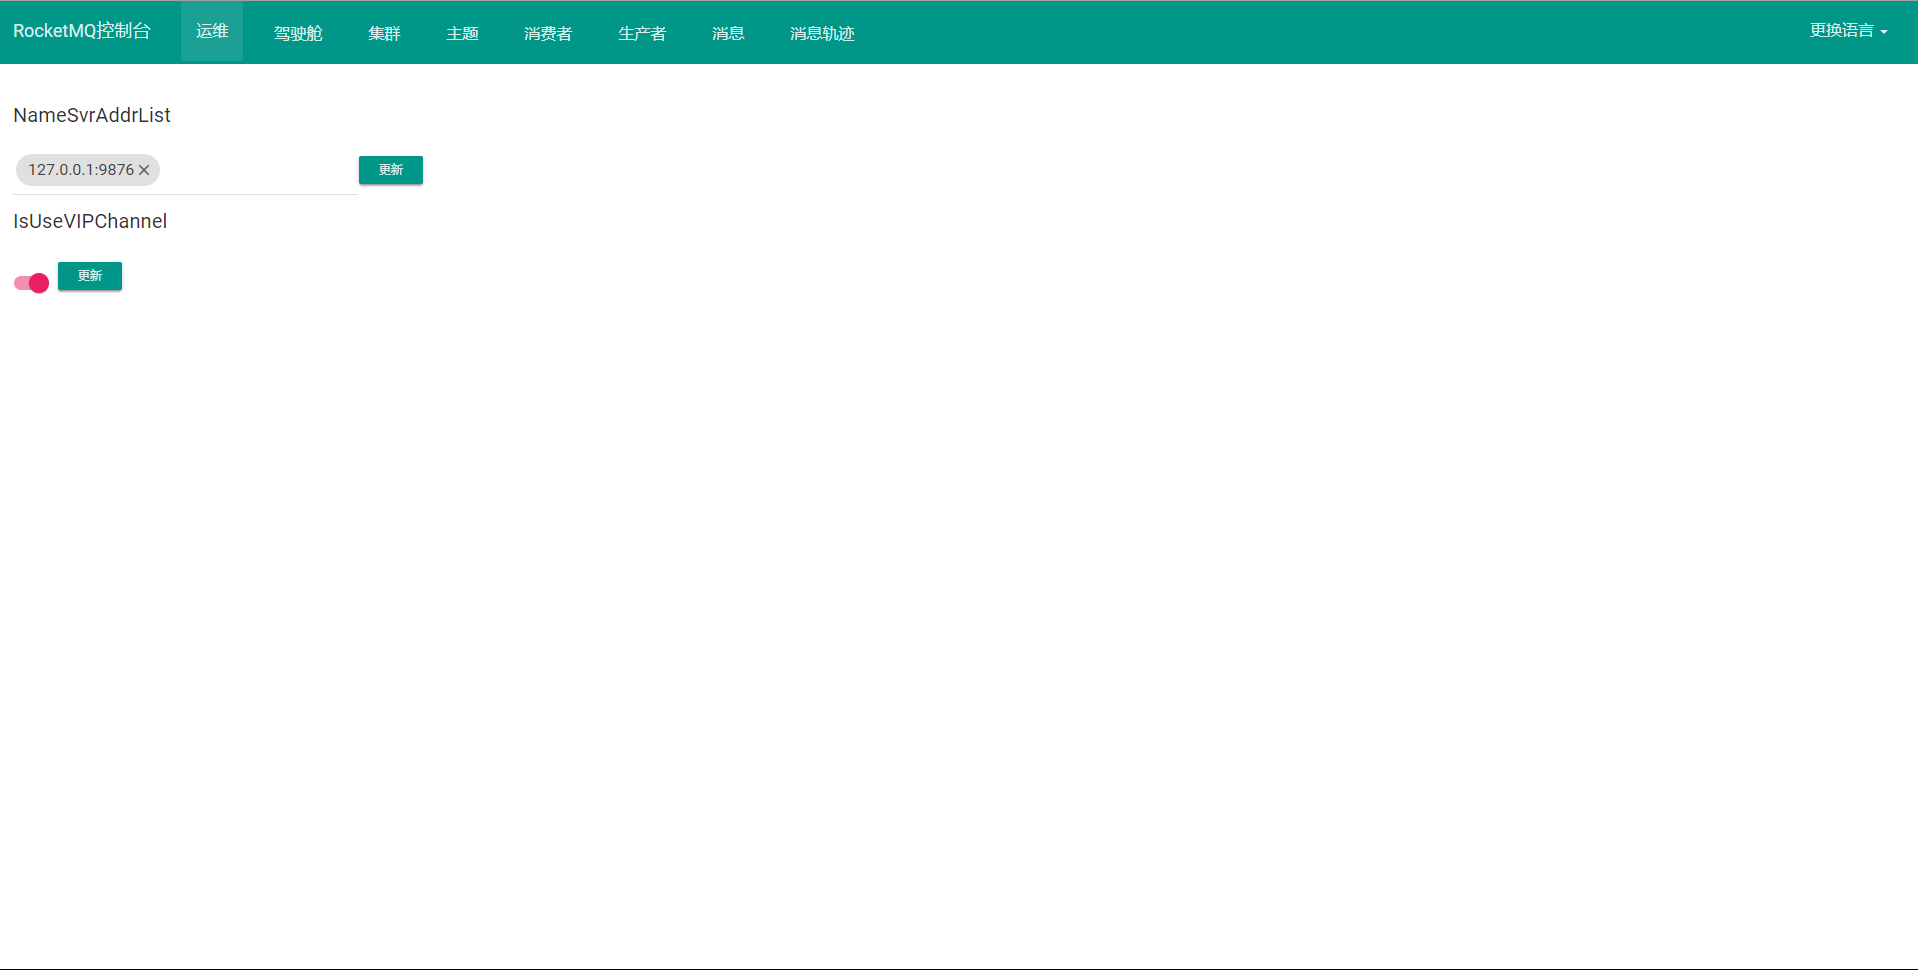 RocketMQ控制台 运维 驾驶舱 集群 主题 消费者 生产者 消息 消息轨迹 更换语言
NameSvrAddrList
127.0.0.1:9876 更新
IsUseVIPChannel
更新